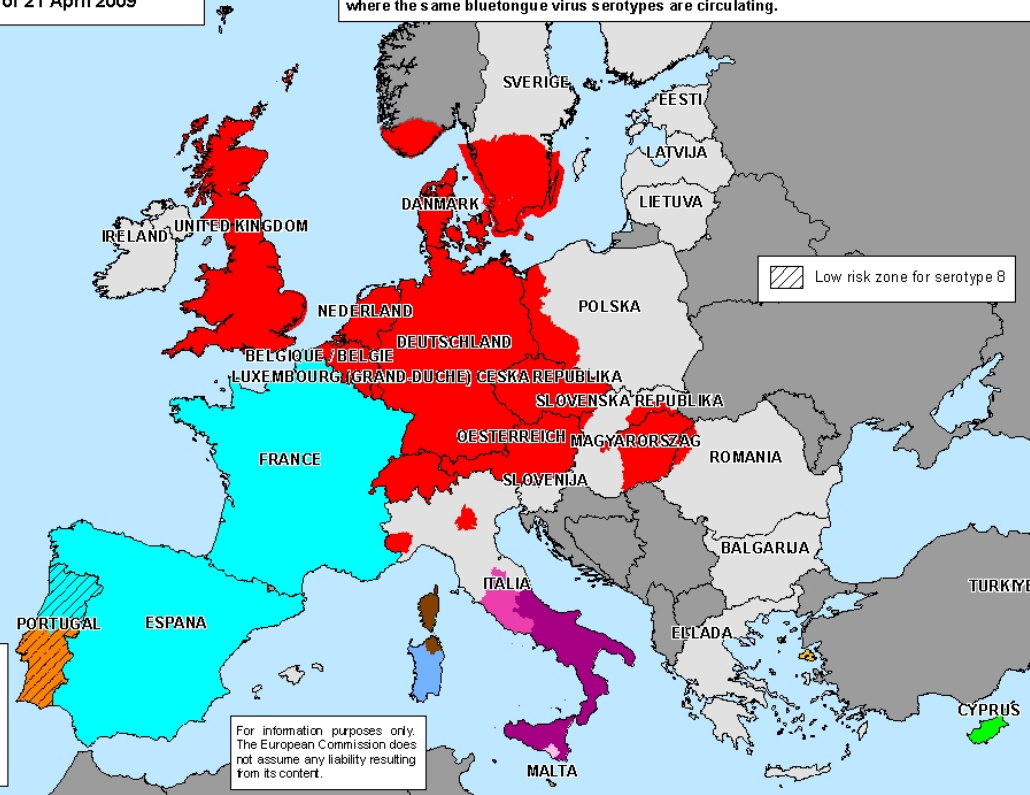 of 21 April 2009
where the same bluetongue virus serotypes are circulating.
SVERIGE
EESTI
LATVIJA
DANMARK
LIETUVA
IRELAND
UNITED KINGDOM
Low risk zone for serotype 8
NEDERLAND
POLSKA
DEUTSCHLAND
BELGIQUE / BELGIE
LUXEMBOURG (GRAND-DUCHE)
CESKA REPUBLIKA
SLOVENSKA REPUBLIKA
OESTERREICH
MAGYARORSZAG
FRANCE
ROMANIA
SLOVENIJA
BALGARIJA
ITALIA
TURKIYE
PORTUGAL
ESPANA
ELLADA
CYPRUS
For information purposes only.
The European Commission does
not assume any liability resulting
from its content.
MALTA